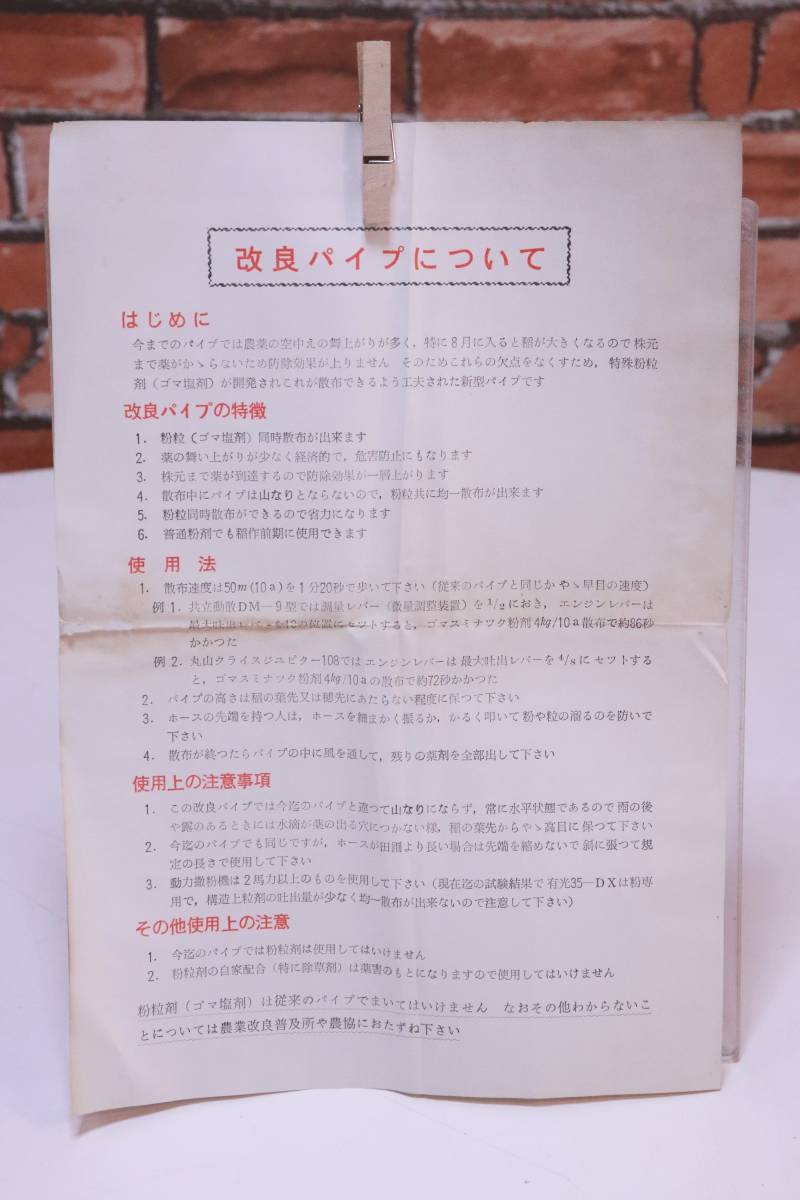 改良パイプについて
はじめに
今までのパイプでは農薬の空中えの舞上がりが多く，特に8月に入ると稲が大きくなるので株元
まで薬がかゝらないため防除効果が上りません　そのためこれらの欠点をなくすため，特殊粉粒
剤（ゴマ塩剤）が開発されこれが散布できるよう工夫された新型パイプです
改良パイプの特徴
1．粉粒（ゴマ塩剤）同時散布が出来ます
2．薬の舞い上がりが少なく経済的で，危害防止にもなります
3．株元まで薬が到達するので防除効果が一層上がります
4．散布中にパイプは山なりとならないので，粉粒共に均一散布が出来ます
5．粉粒同時散布ができるので省力になります
6．普通粉剤でも稲作前期に使用できます
使用法
1．散布速度は50m（10a）を1分20秒で歩いて下さい（従来のパイプと同じかやゝ早目の速度）
例1．共立動散DM—9型では調量レバー（微量調整装置）を1/2におき，エンジンレバーは
最大吐出レバーを12の位置にセツトすると，ゴマスミナツク粉剤4kg/10a散布で約86秒
かかつた
例2．丸山クライスジユピター108ではエンジンレバーは最大吐出レバーを4/8にセツトする
と，ゴマスミナツク粉剤4kg/10aの散布で約72秒かかつた
2．パイプの高さは稲の葉先又は穂先にあたらない程度に保つて下さい
3．ホースの先端を持つ人は，ホースを細まかく振るか，かるく叩いて粉や粒の溜るのを防いで
下さい
4．散布が終つたらパイプの中に風を通して，残りの薬剤を全部出して下さい
使用上の注意事項
1．この改良パイプでは今迄のパイプと違つて山なりにならず，常に水平状態であるので雨の後
や露のあるときには水滴が薬の出る穴につかない様，稲の葉先からやゝ高目に保つて下さい
2．今迄のパイプでも同じですが，ホースが田圃より長い場合は先端を縮めないで斜に張つて規
定の長さで使用して下さい
3．動力撒粉機は2馬力以上のものを使用して下さい（現在迄の試験結果で有光35—DXは粉専
用で，構造上粒剤の吐出量が少なく均一散布が出来ないので注意して下さい）
その他使用上の注意
1．今迄のパイプでは粉粒剤は使用してはいけません
2．粉粒剤の自家配合（特に除草剤）は薬害のもとになりますので使用してはいけません
粉粒剤（ゴマ塩剤）は従来のパイプでまいてはいけません　なおその他わからないこ
とについては農業改良普及所や農協におたずね下さい